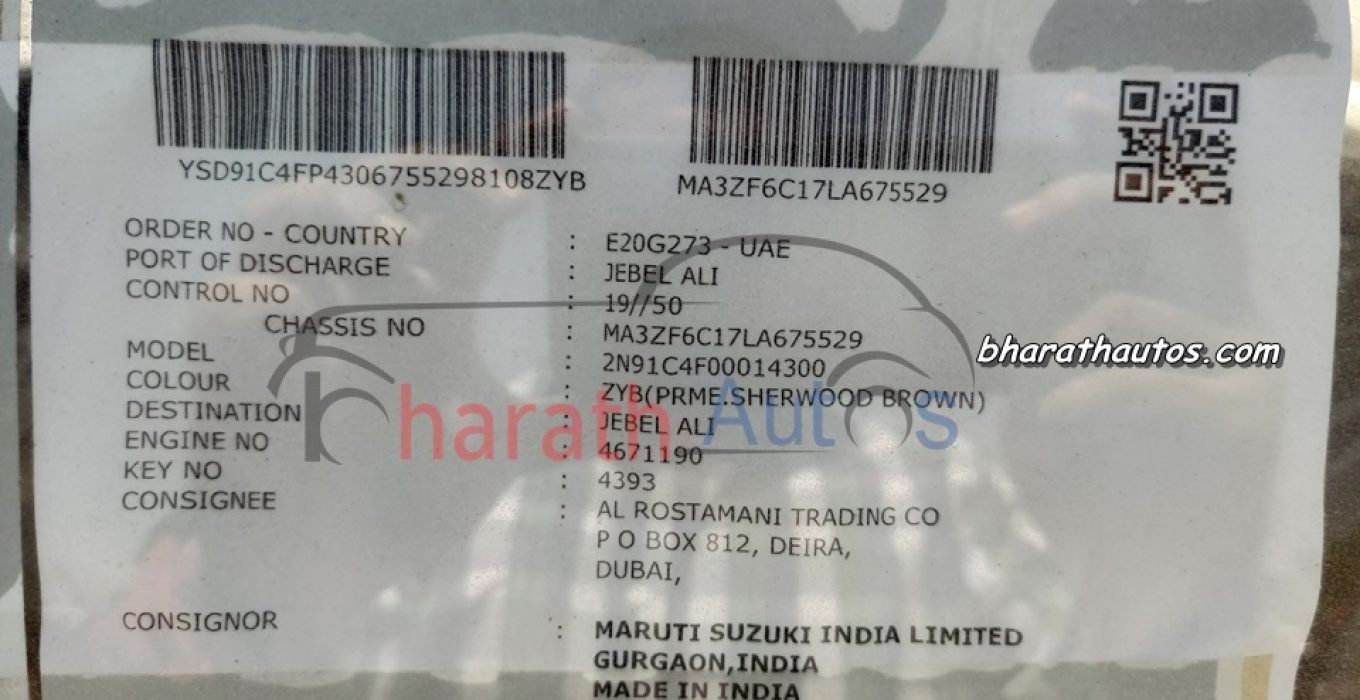 YSD91C4FP4306755298108ZYB
MA3ZF6C17LA675529
ORDER NO - COUNTRY : E20G273 - UAE
PORT OF DISCHARGE : JEBEL ALI
CONTROL NO : 19//50
CHASSIS NO : MA3ZF6C17LA675529
MODEL : 2N91C4F00014300
COLOUR : ZYB(PRME.SHERWOOD BROWN)
DESTINATION : JEBEL ALI
ENGINE NO : 4671190
KEY NO : 4393
CONSIGNEE : AL ROSTAMANI TRADING CO
P O BOX 812, DEIRA,
DUBAI,
CONSIGNOR : MARUTI SUZUKI INDIA LIMITED
GURGAON,INDIA
MADE IN INDIA
bharathautos.com
bharath Autos